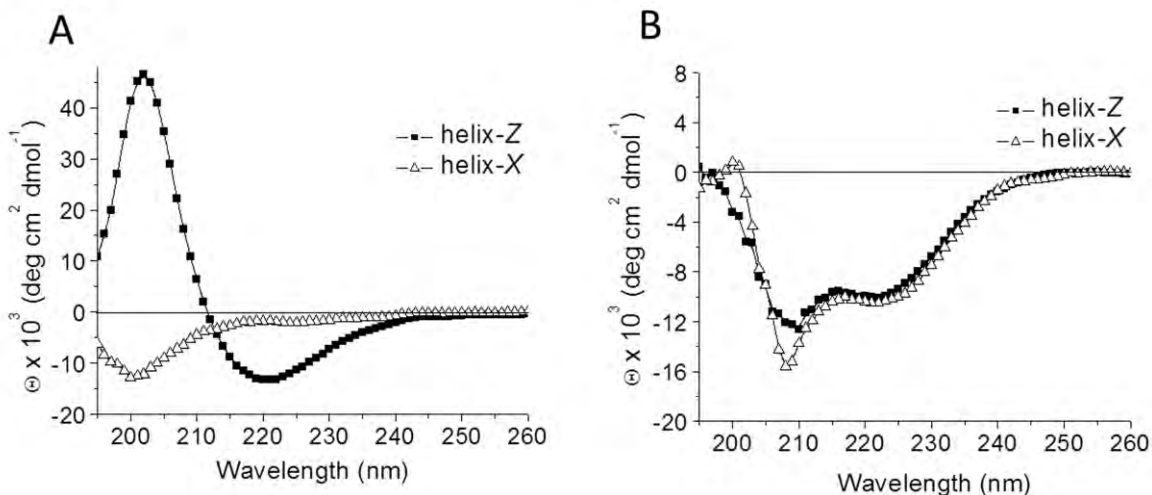 A
40
30
20
10
0
-10
-20
200 210 220 230 240 250 260
Wavelength (nm)
Θ x 10³ (deg cm² dmol⁻¹)
helix-Z
helix-X
B
8
4
0
-4
-8
-12
-16
-20
200 210 220 230 240 250 260
Wavelength (nm)
Θ x 10³ (deg cm² dmol⁻¹)
helix-Z
helix-X